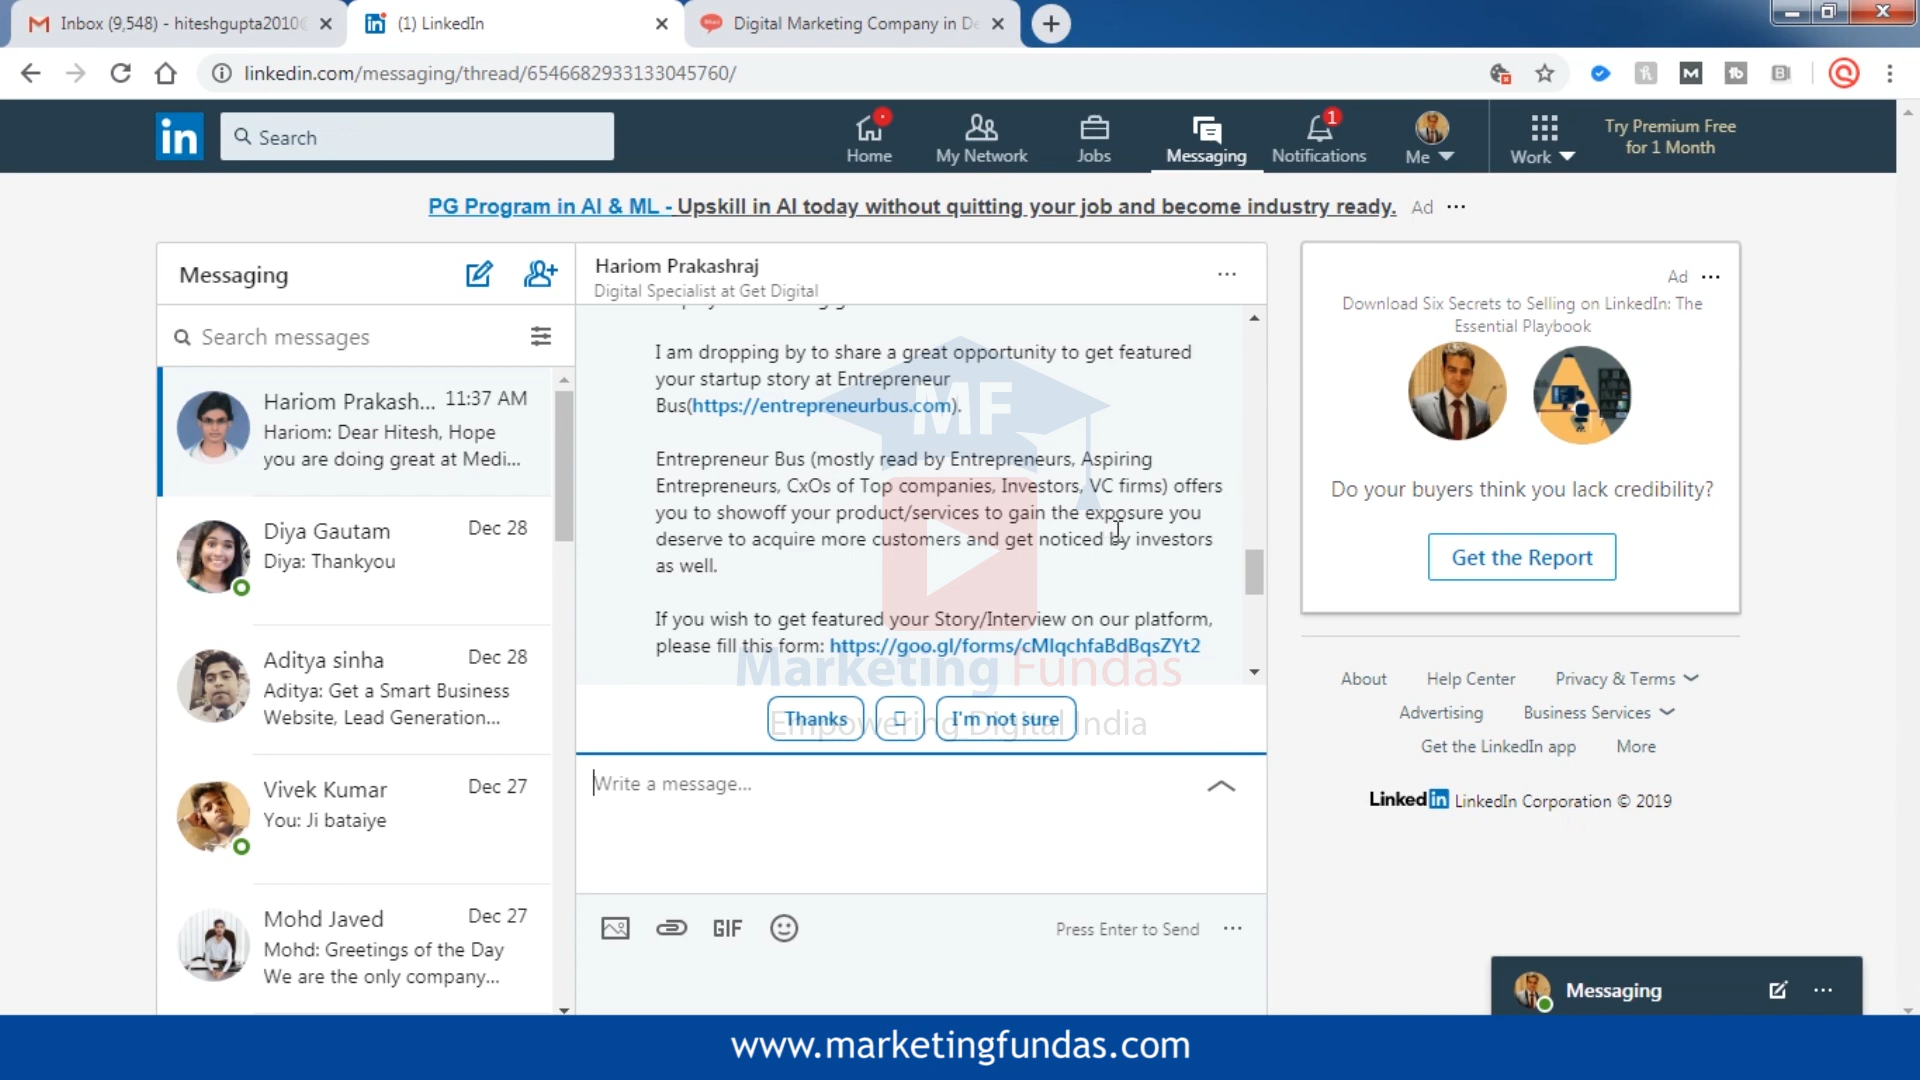 Inbox (9,548) - hiteshgupta2010@
(1) LinkedIn
Digital Marketing Company in De
linkedin.com/messaging/thread/6546682933133045760/
in
Search
Home
My Network
Jobs
Messaging
1
Notifications
Me
Work
Try Premium Free
for 1 Month
PG Program in AI & ML - Upskill in AI today without quitting your job and become industry ready. Ad ...
Messaging
Search messages
Hariom Prakash... 11:37 AM
Hariom: Dear Hitesh, Hope
you are doing great at Medi...
Diya Gautam Dec 28
Diya: Thankyou
Aditya sinha Dec 28
Aditya: Get a Smart Business
Website, Lead Generation...
Vivek Kumar Dec 27
You: Ji bataiye
Mohd Javed Dec 27
Mohd: Greetings of the Day
We are the only company...
Hariom Prakashraj
Digital Specialist at Get Digital
I am dropping by to share a great opportunity to get featured
your startup story at Entrepreneur
Bus(https://entrepreneurbus.com).
Entrepreneur Bus (mostly read by Entrepreneurs, Aspiring
Entrepreneurs, CxOs of Top companies, Investors, VC firms) offers
you to showoff your product/services to gain the exposure you
deserve to acquire more customers and get noticed by investors
as well.
If you wish to get featured your Story/Interview on our platform,
please fill this form: https://goo.gl/forms/cMlqchfaBdBqsZYt2
MF
Marketing Fundas
Empowering Digital India
Thanks
I'm not sure
Write a message...
GIF
Press Enter to Send
Ad ...
Download Six Secrets to Selling on LinkedIn: The
Essential Playbook
Do your buyers think you lack credibility?
Get the Report
About Help Center Privacy & Terms
Advertising Business Services
Get the LinkedIn app More
Linked in LinkedIn Corporation © 2019
Messaging
www.marketingfundas.com